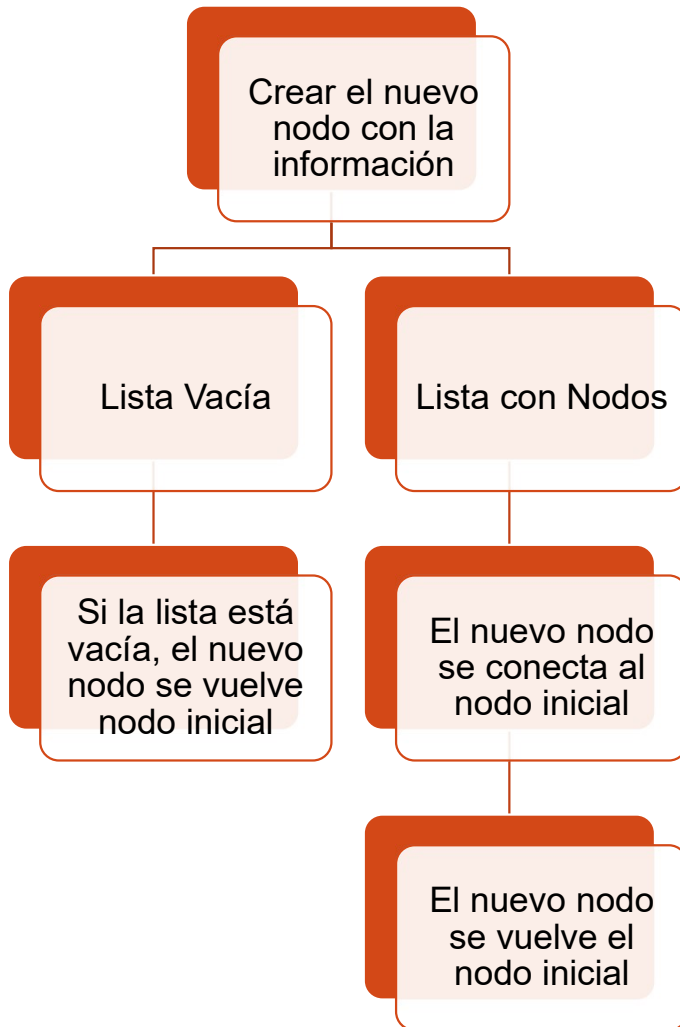 Crear el nuevo
nodo con la
información
Lista Vacía
Lista con Nodos
Si la lista está
vacía, el nuevo
nodo se vuelve
nodo inicial
El nuevo nodo
se conecta al
nodo inicial
El nuevo nodo
se vuelve el
nodo inicial